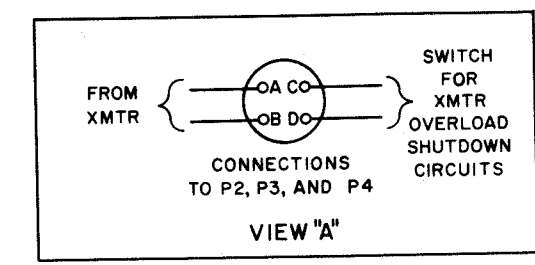 FROM
XMTR
A C
B D
SWITCH
FOR
XMTR
OVERLOAD
SHUTDOWN
CIRCUITS
CONNECTIONS
TO P2, P3, AND P4
VIEW "A"